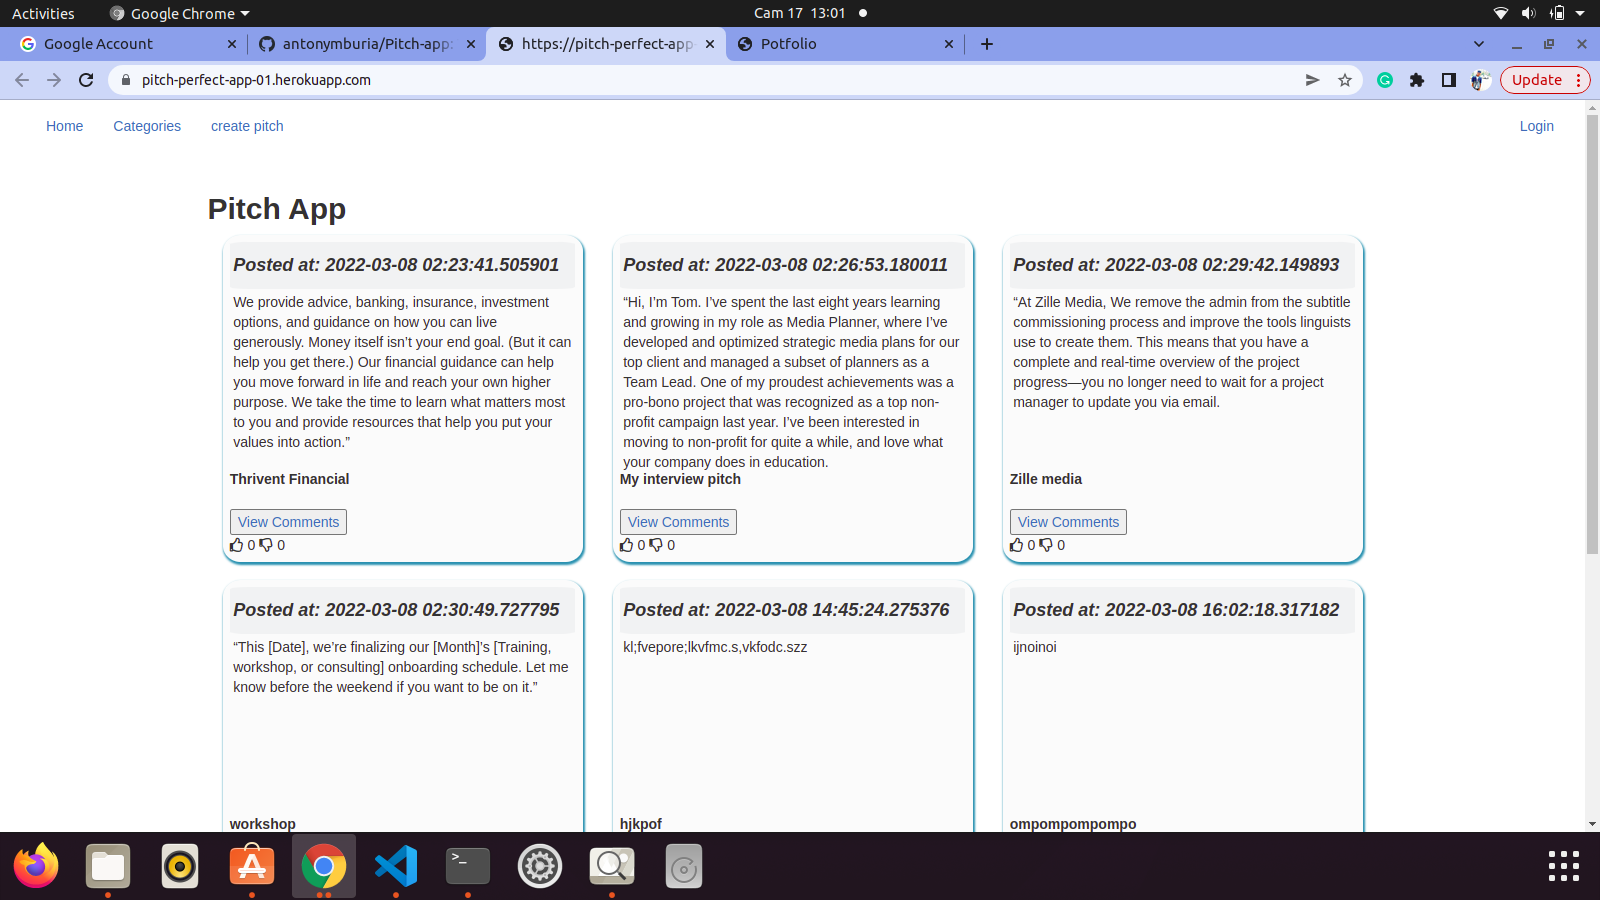 Activities
Google Chrome
Cam 17 13:01
Google Account
antonymburia/Pitch-app:
https://pitch-perfect-app-
Potfolio
pitch-perfect-app-01.herokuapp.com
Update
Home
Categories
create pitch
Login
Pitch App
Posted at: 2022-03-08 02:23:41.505901
We provide advice, banking, insurance, investment
options, and guidance on how you can live
generously. Money itself isn’t your end goal. (But it can
help you get there.) Our financial guidance can help
you move forward in life and reach your own higher
purpose. We take the time to learn what matters most
to you and provide resources that help you put your
values into action.”
Thrivent Financial
View Comments
0 0
Posted at: 2022-03-08 02:26:53.180011
“Hi, I’m Tom. I’ve spent the last eight years learning
and growing in my role as Media Planner, where I’ve
developed and optimized strategic media plans for our
top client and managed a subset of planners as a
Team Lead. One of my proudest achievements was a
pro-bono project that was recognized as a top non-
profit campaign last year. I’ve been interested in
moving to non-profit for quite a while, and love what
your company does in education.
My interview pitch
View Comments
0 0
Posted at: 2022-03-08 02:29:42.149893
“At Zille Media, We remove the admin from the subtitle
commissioning process and improve the tools linguists
use to create them. This means that you have a
complete and real-time overview of the project
progress—you no longer need to wait for a project
manager to update you via email.
Zille media
View Comments
0 0
Posted at: 2022-03-08 02:30:49.727795
“This [Date], we’re finalizing our [Month]’s [Training,
workshop, or consulting] onboarding schedule. Let me
know before the weekend if you want to be on it.”
workshop
Posted at: 2022-03-08 14:45:24.275376
kl;fvepore;lkvfmc.s,vkfodc.szz
hjkpof
Posted at: 2022-03-08 16:02:18.317182
ijnoinoi
ompompompompo